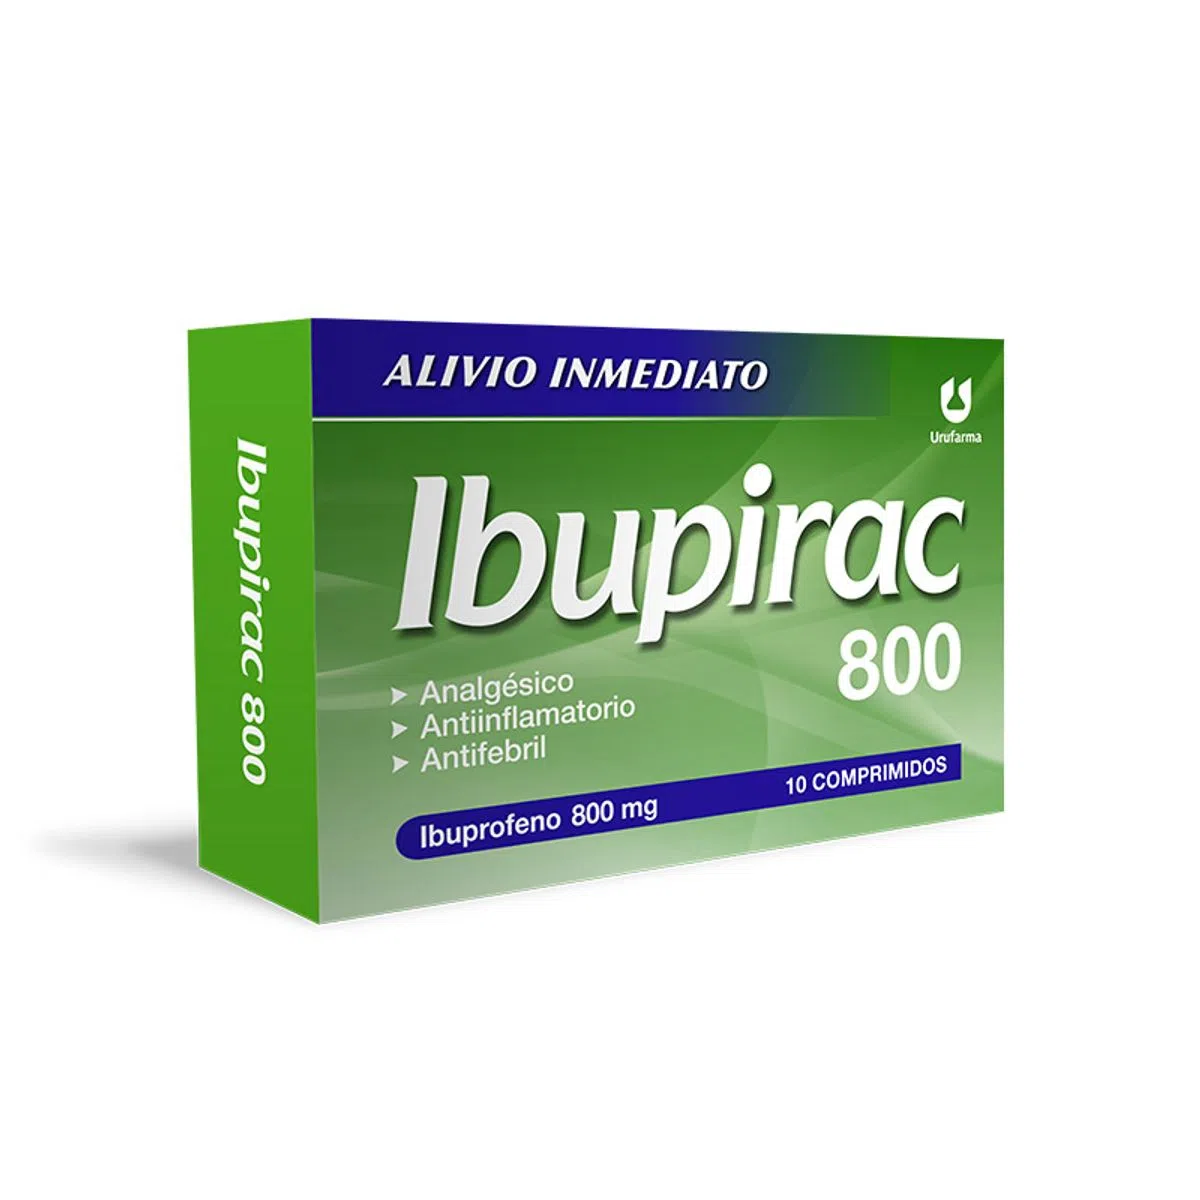 ALIVIO INMEDIATO
Urufarma
Ibupirac
800
Analgésico
Antiinflamatorio
Antifebril
Ibuprofeno 800 mg
10 COMPRIMIDOS
Ibupirac 800